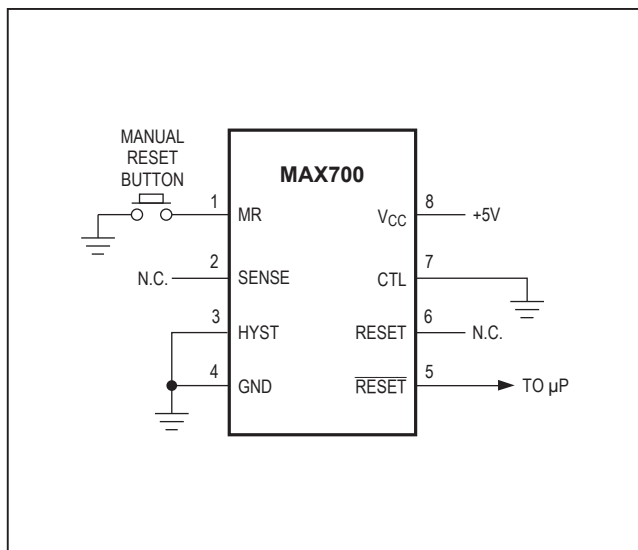 MANUAL
RESET
BUTTON
MAX700
1 MR
VCC 8 +5V
N.C. 2 SENSE
CTL 7
3 HYST
RESET 6 N.C.
4 GND
RESET 5 TO µP